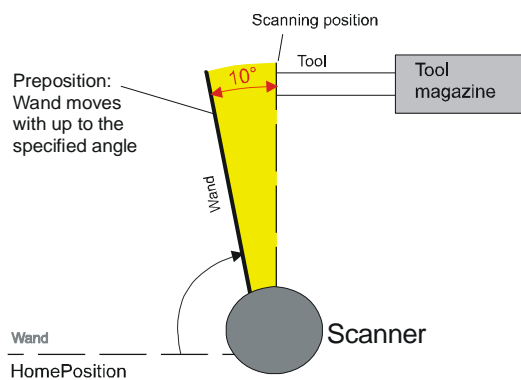 Scanning position
Tool
10°
Tool
magazine
Preposition:
Wand moves
with up to the
specified angle
Wand
Scanner
Wand
HomePosition